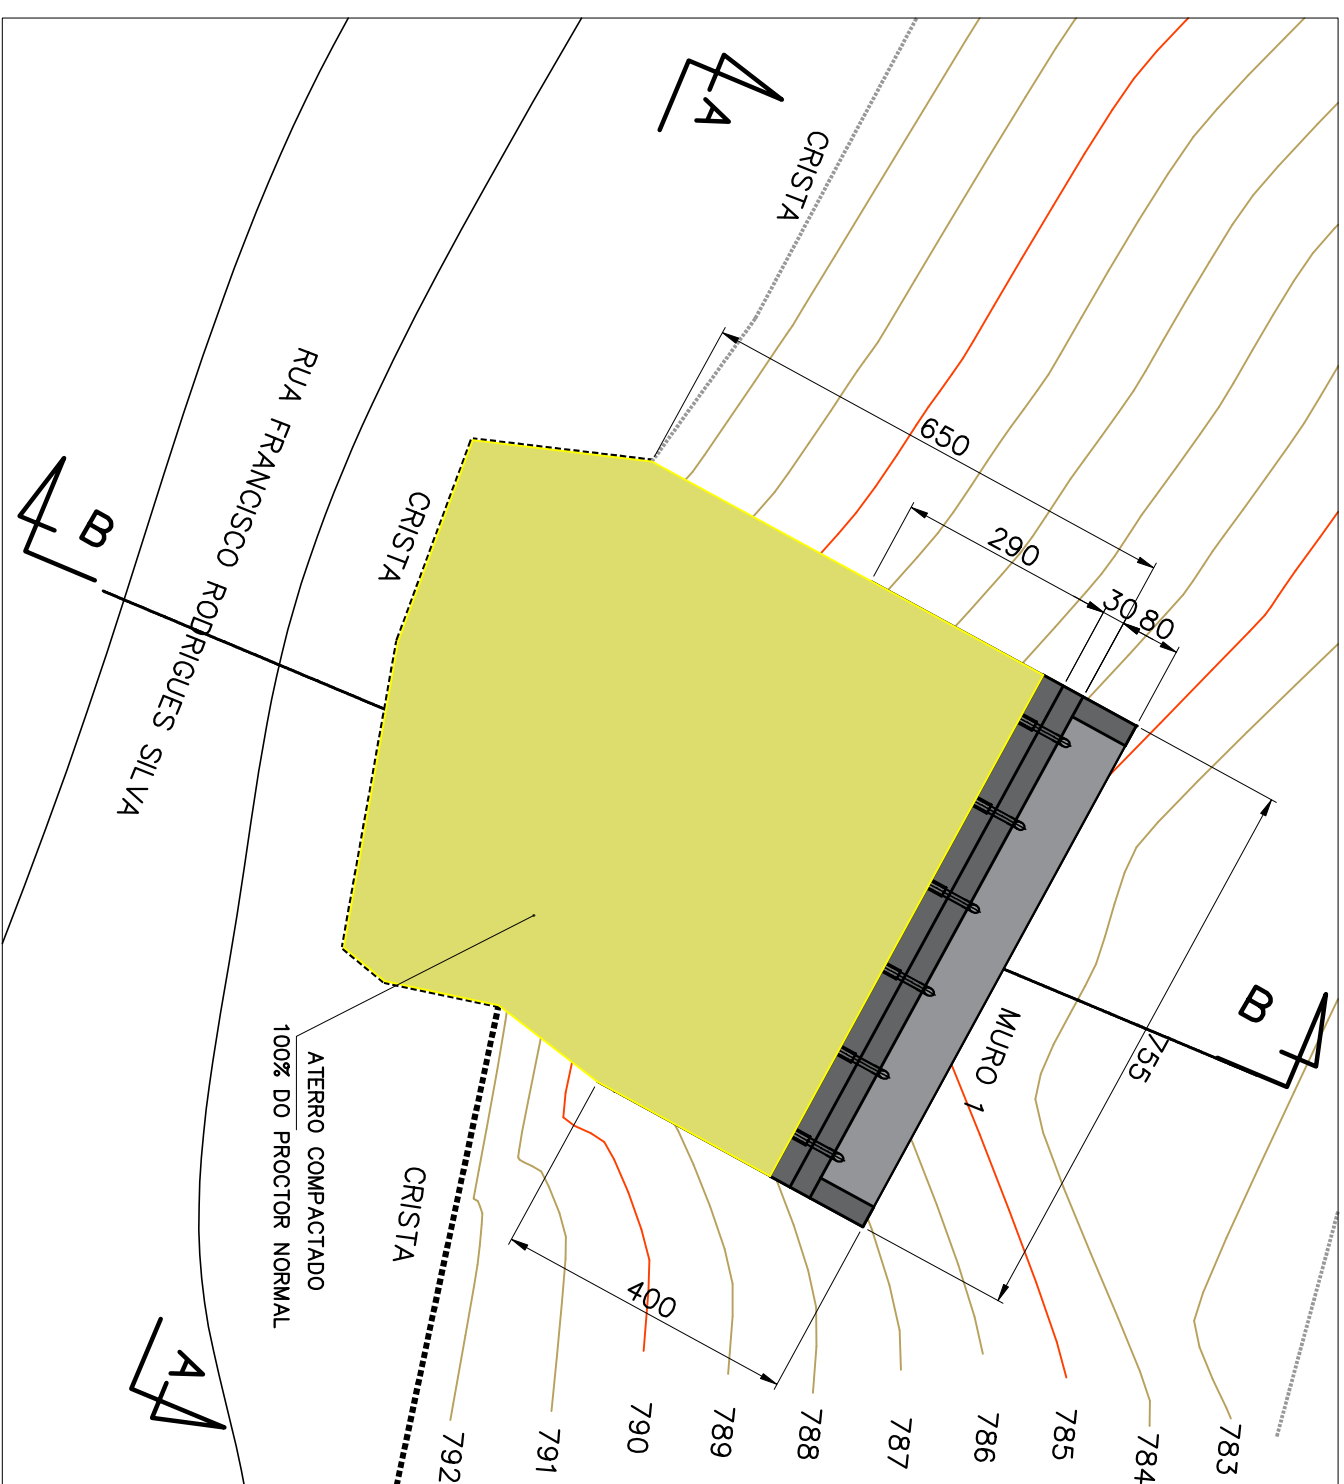 A
CRISTA
RUA FRANCISCO RODRIGUES SILVA
650
290
30
80
B
CRISTA
B
MURO 1
755
ATERRO COMPACTADO
100% DO PROCTOR NORMAL
CRISTA
400
A
792
791
790
789
788
787
786
785
784
783